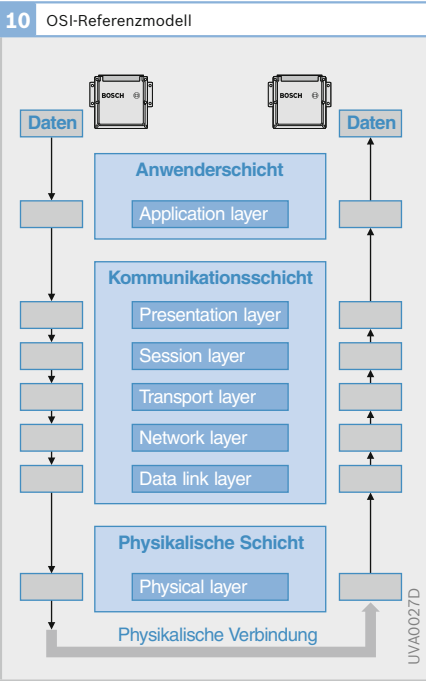 10 OSI-Referenzmodell
BOSCH
BOSCH
Daten
Daten
Anwenderschicht
Application layer
Kommunikationsschicht
Presentation layer
Session layer
Transport layer
Network layer
Data link layer
Physikalische Schicht
Physical layer
Physikalische Verbindung
UVA0027D